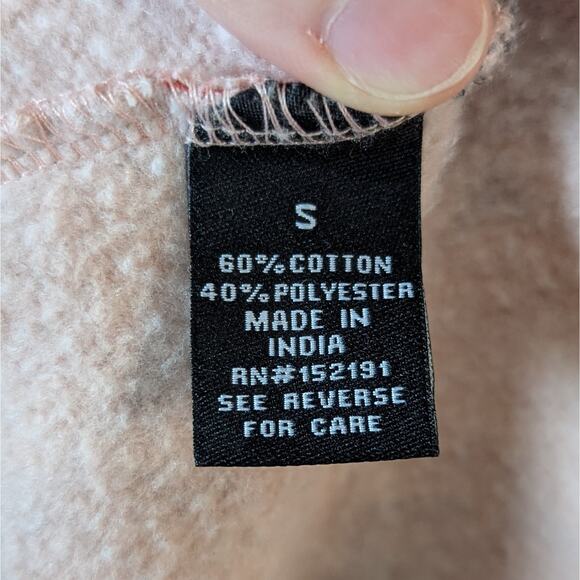 S
60% COTTON
40% POLYESTER
MADE IN
INDIA
RN#152191
SEE REVERSE
FOR CARE